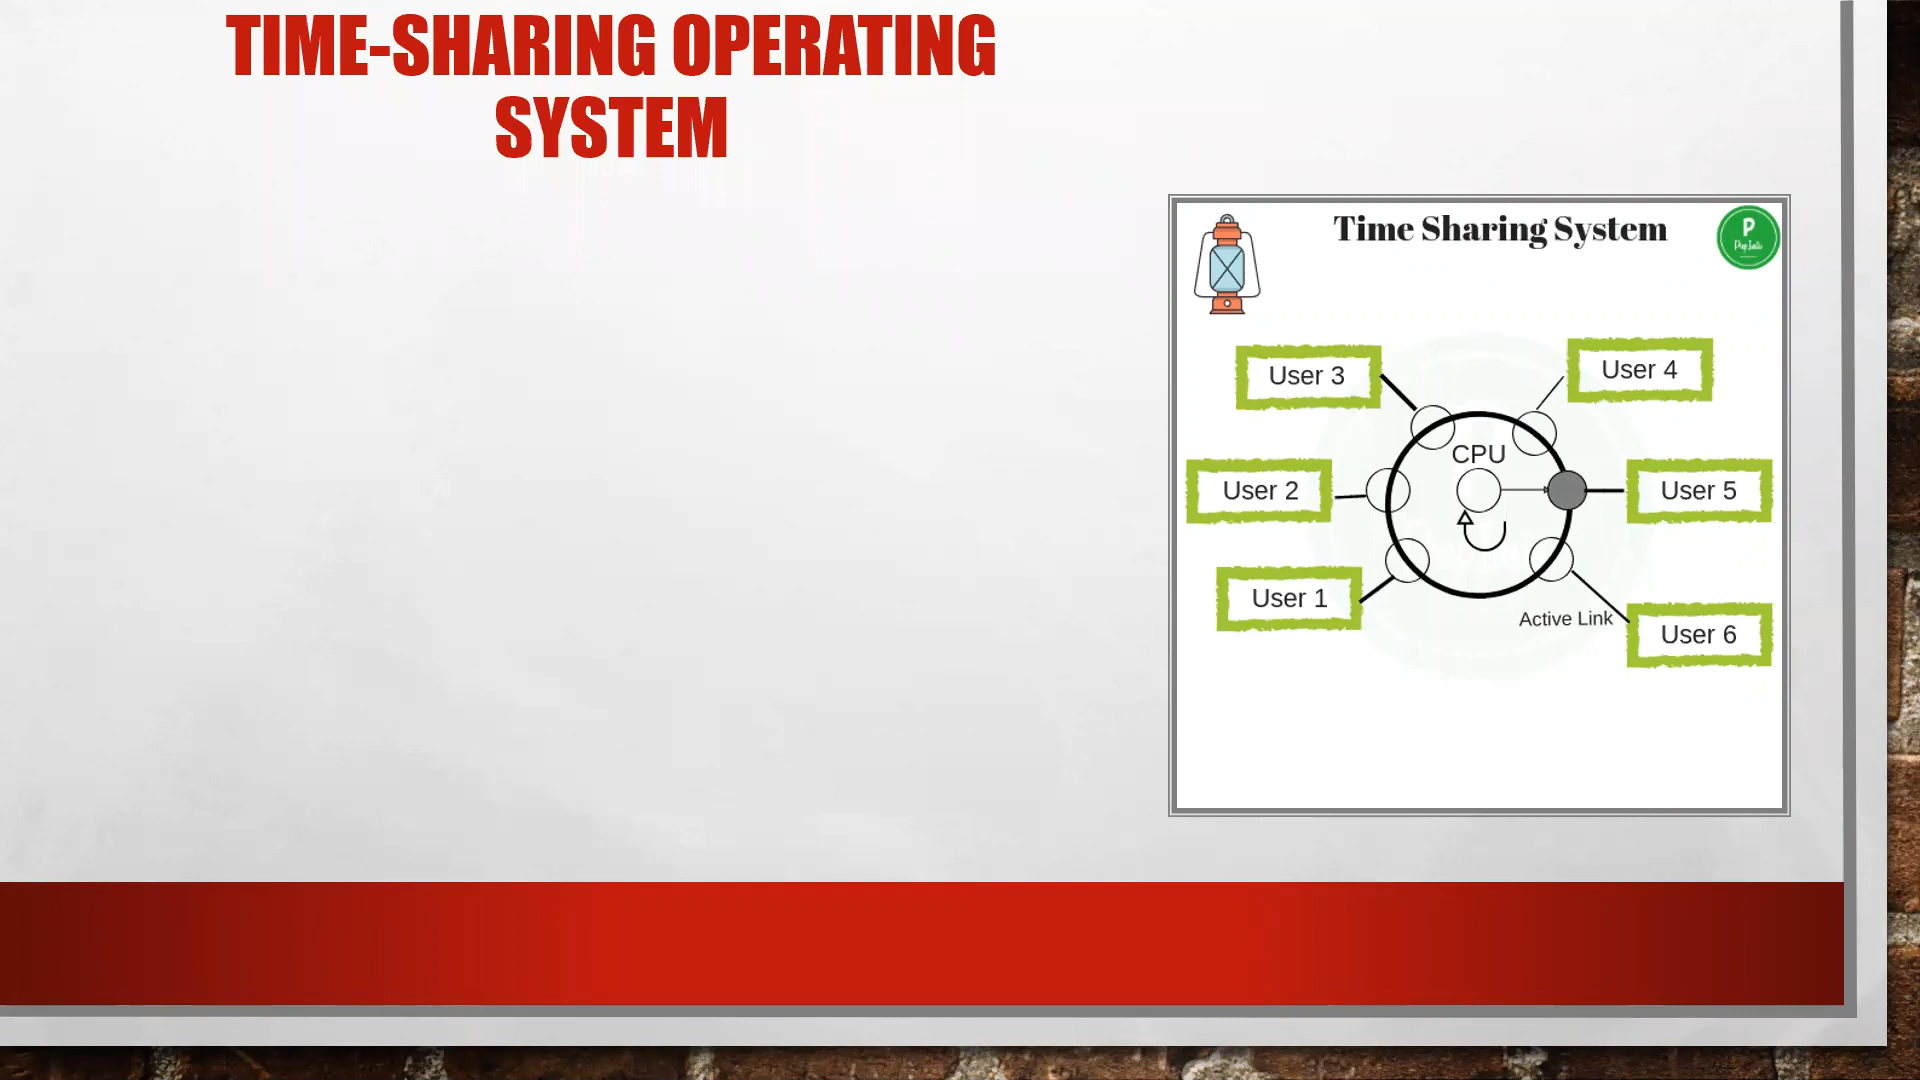 TIME-SHARING OPERATING
SYSTEM
Time Sharing System
P
User 3
User 4
CPU
User 2
User 5
User 1
Active Link
User 6